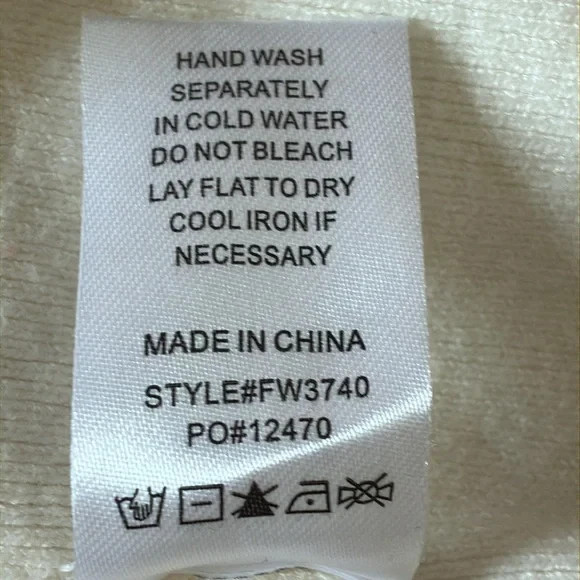 HAND WASH
SEPARATELY
IN COLD WATER
DO NOT BLEACH
LAY FLAT TO DRY
COOL IRON IF
NECESSARY
MADE IN CHINA
STYLE#FW3740
PO#12470